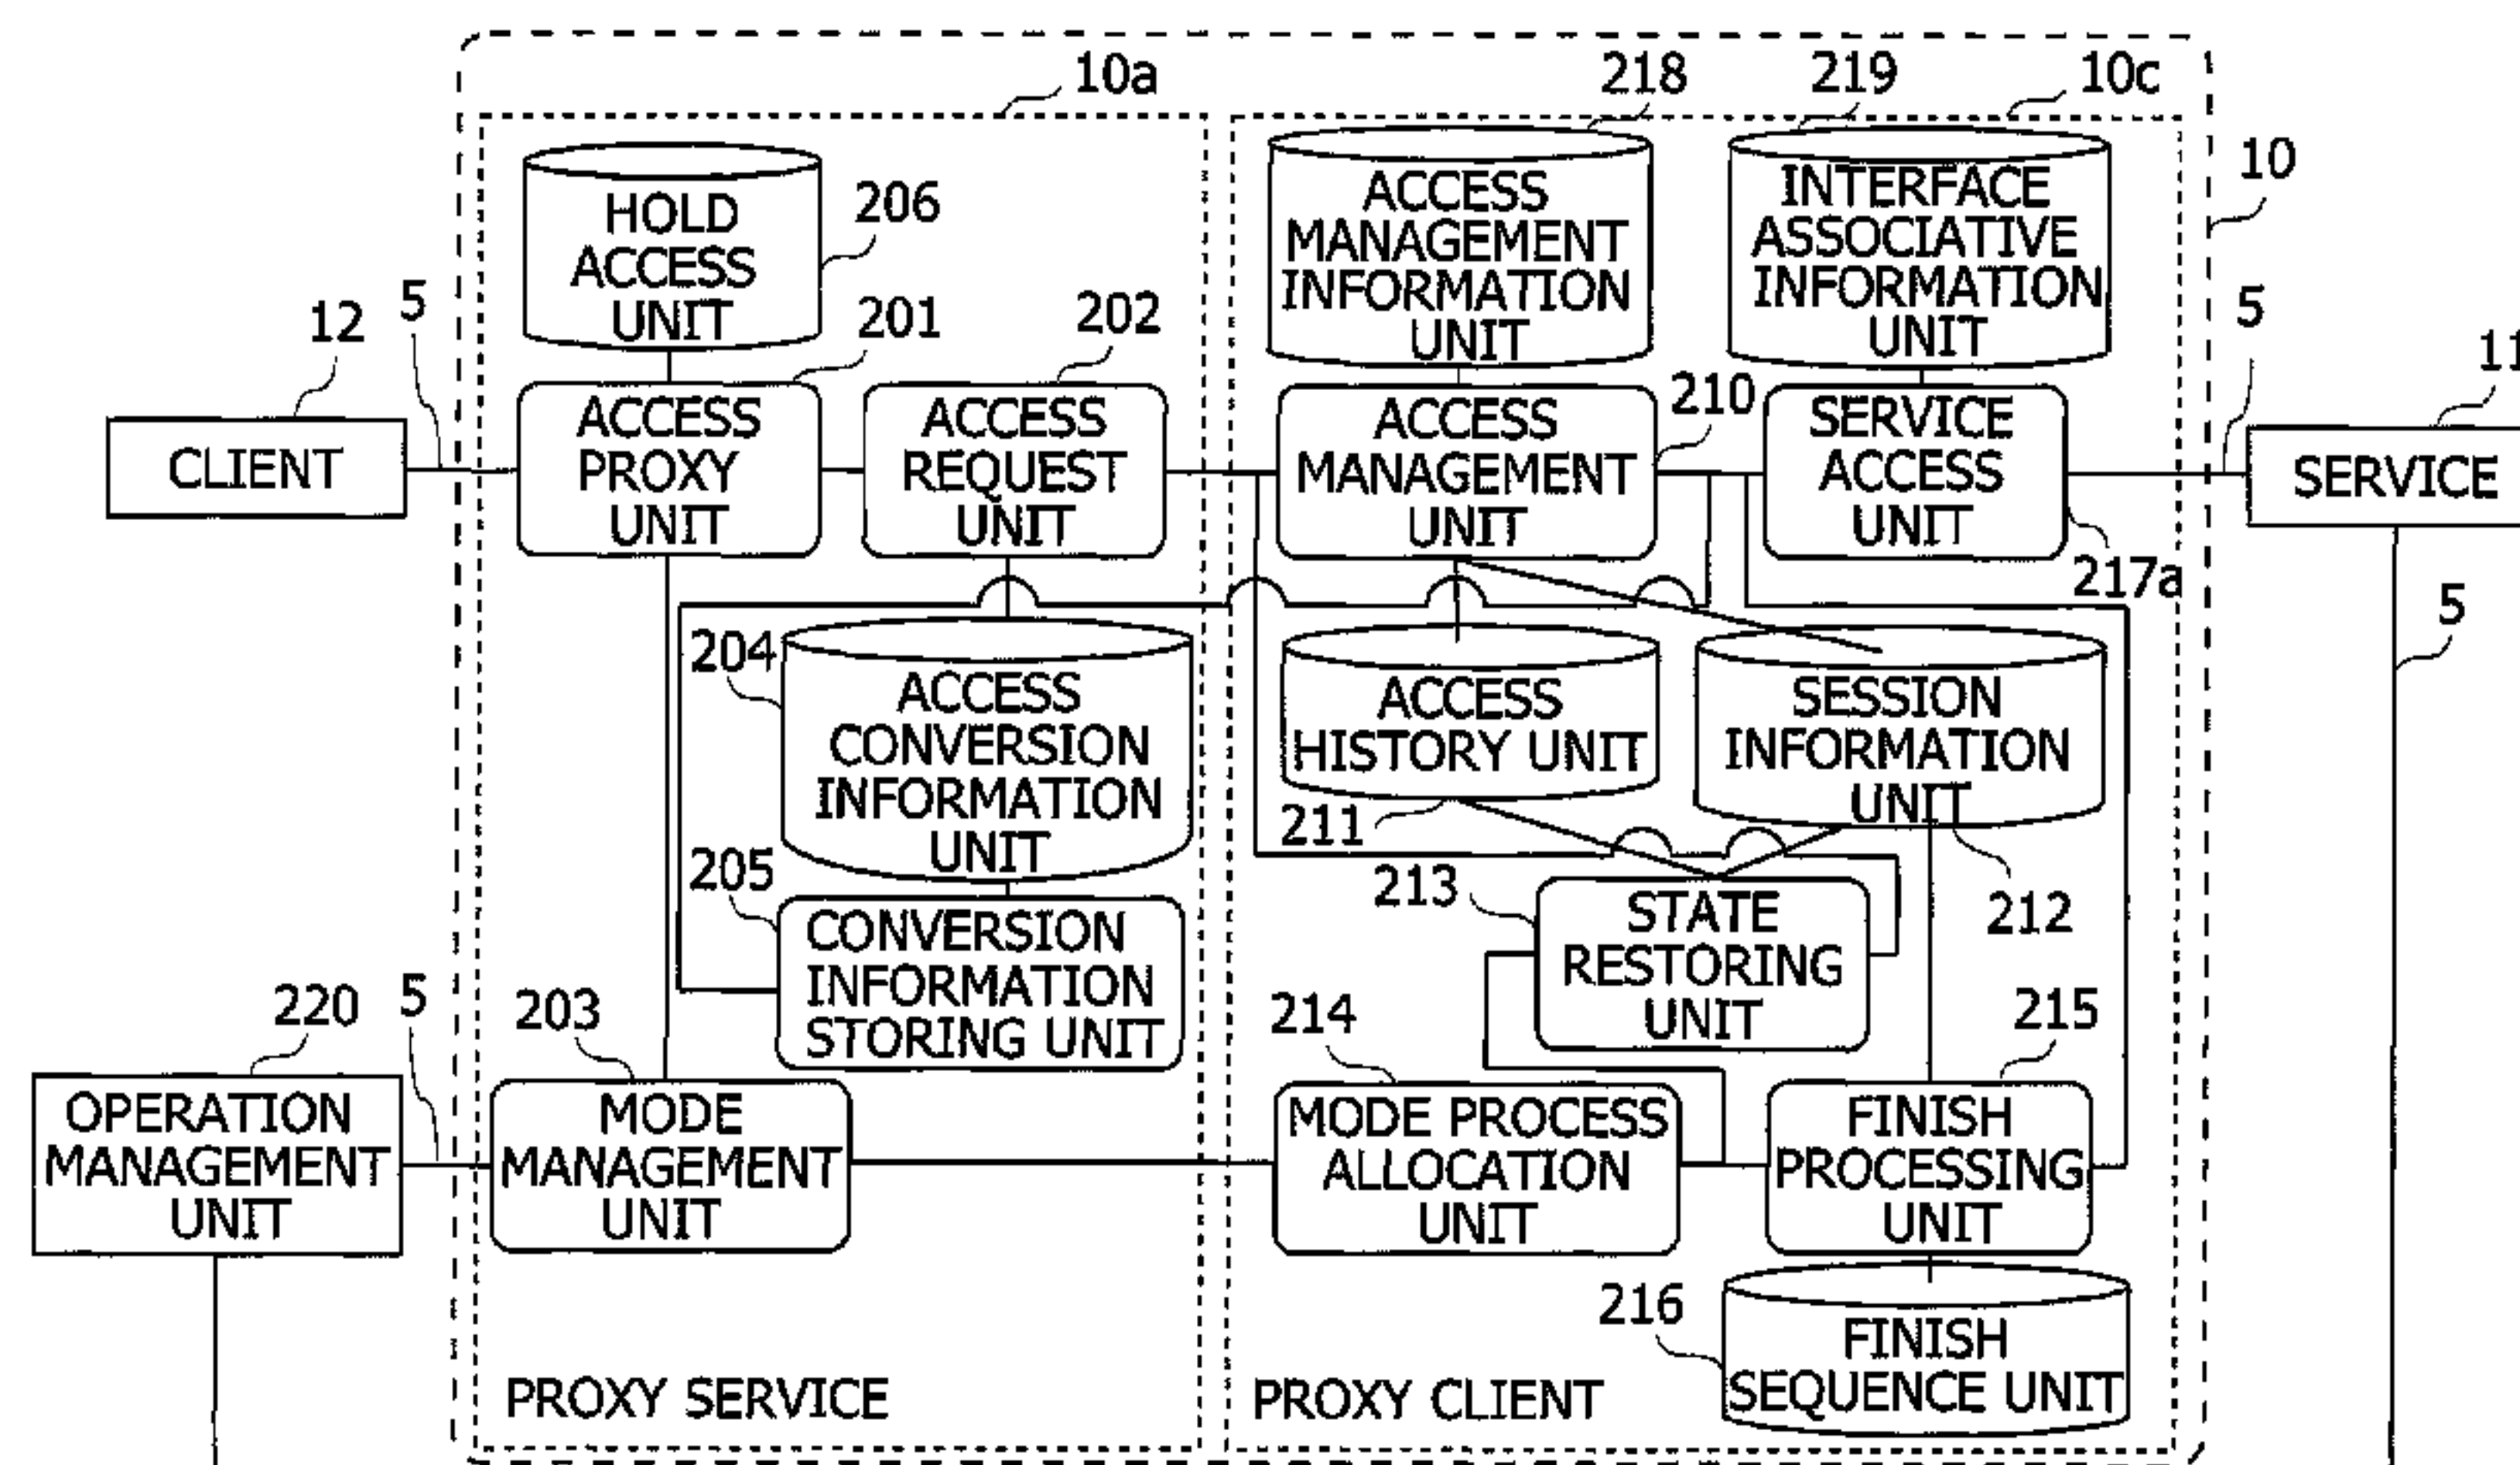 10a
218
219
10c
10
HOLD
ACCESS
UNIT
206
ACCESS
MANAGEMENT
INFORMATION
UNIT
INTERFACE
ASSOCIATIVE
INFORMATION
UNIT
12
5
201
202
5
11
CLIENT
ACCESS
PROXY
UNIT
ACCESS
REQUEST
UNIT
ACCESS
MANAGEMENT
UNIT
210
SERVICE
ACCESS
UNIT
217a
SERVICE
5
204
ACCESS
CONVERSION
INFORMATION
UNIT
ACCESS
HISTORY UNIT
211
SESSION
INFORMATION
UNIT
212
205
CONVERSION
INFORMATION
STORING UNIT
213
STATE
RESTORING
UNIT
220
5
203
214
215
OPERATION
MANAGEMENT
UNIT
MODE
MANAGEMENT
UNIT
MODE PROCESS
ALLOCATION
UNIT
FINISH
PROCESSING
UNIT
216
FINISH
SEQUENCE UNIT
PROXY SERVICE
PROXY CLIENT